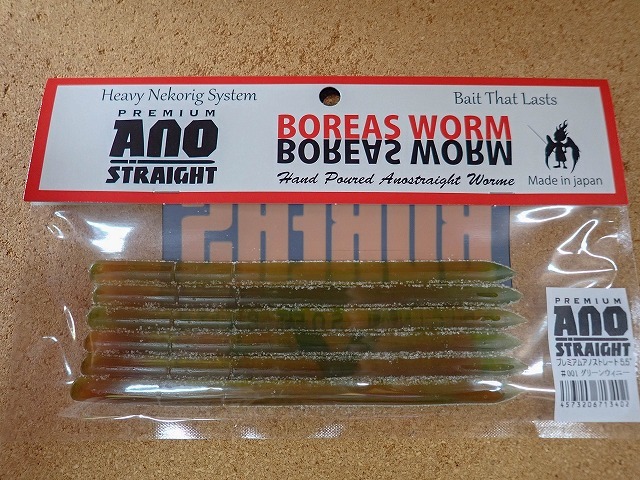 Heavy Nekorig System
PREMIUM
ANO
STRAIGHT
BOREAS WORM
BOREAS WORM
Hand Poured Anostraight Worme
Bait That Lasts
Made in japan
PREMIUM
ANO
STRAIGHT
プレミアムアノストレート5.5"
#001 グリーンウィニー
4573206713402